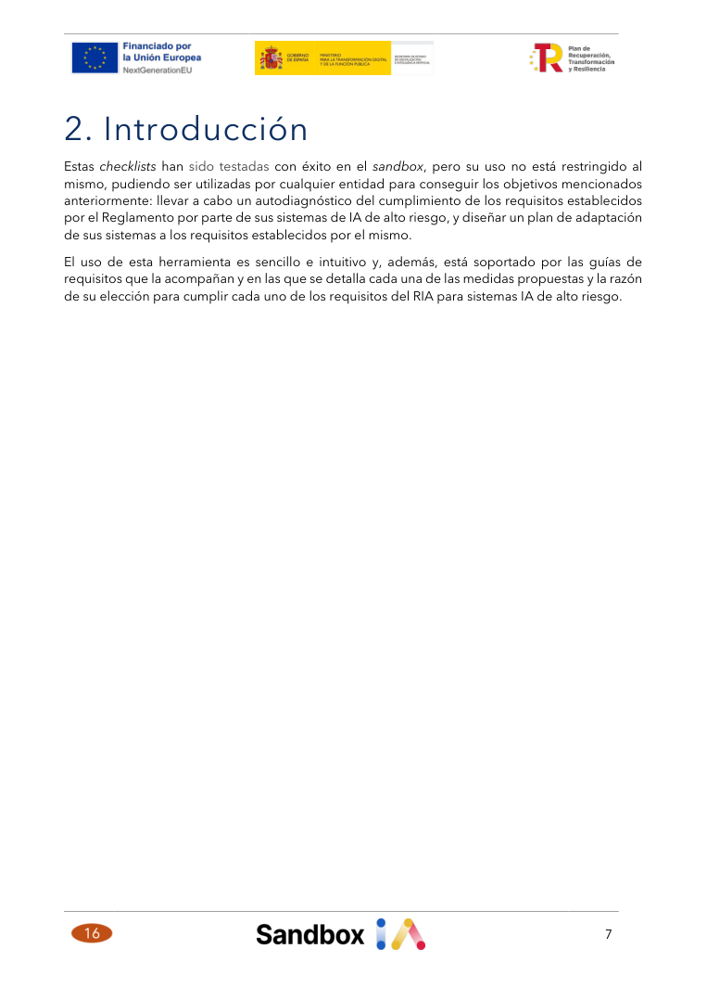 Financiado por
la Unión Europea
NextGenerationEU
GOBIERNO
DE ESPAÑA
MINISTERIO
PARA LA TRANSFORMACIÓN DIGITAL
Y DE LA FUNCIÓN PÚBLICA
SECRETARÍA DE ESTADO
DE DIGITALIZACIÓN
E INTELIGENCIA ARTIFICIAL
Plan de
Recuperación,
Transformación
y Resiliencia
2. Introducción
Estas checklists han sido testadas con éxito en el sandbox, pero su uso no está restringido al
mismo, pudiendo ser utilizadas por cualquier entidad para conseguir los objetivos mencionados
anteriormente: llevar a cabo un autodiagnóstico del cumplimiento de los requisitos establecidos
por el Reglamento por parte de sus sistemas de IA de alto riesgo, y diseñar un plan de adaptación
de sus sistemas a los requisitos establecidos por el mismo.
El uso de esta herramienta es sencillo e intuitivo y, además, está soportado por las guías de
requisitos que la acompañan y en las que se detalla cada una de las medidas propuestas y la razón
de su elección para cumplir cada uno de los requisitos del RIA para sistemas IA de alto riesgo.
16
Sandbox IA
7